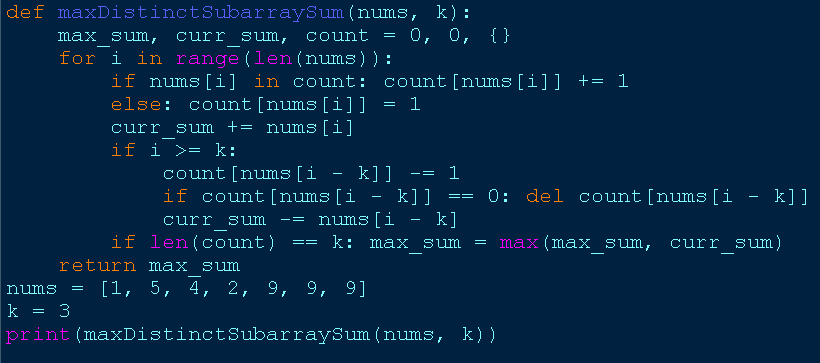 def maxDistinctSubarraySum(nums, k):
    max_sum, curr_sum, count = 0, 0, {}
    for i in range(len(nums)):
        if nums[i] in count: count[nums[i]] += 1
        else: count[nums[i]] = 1
        curr_sum += nums[i]
        if i >= k:
            count[nums[i - k]] -= 1
            if count[nums[i - k]] == 0: del count[nums[i - k]]
            curr_sum -= nums[i - k]
        if len(count) == k: max_sum = max(max_sum, curr_sum)
    return max_sum
nums = [1, 5, 4, 2, 9, 9, 9]
k = 3
print(maxDistinctSubarraySum(nums, k))